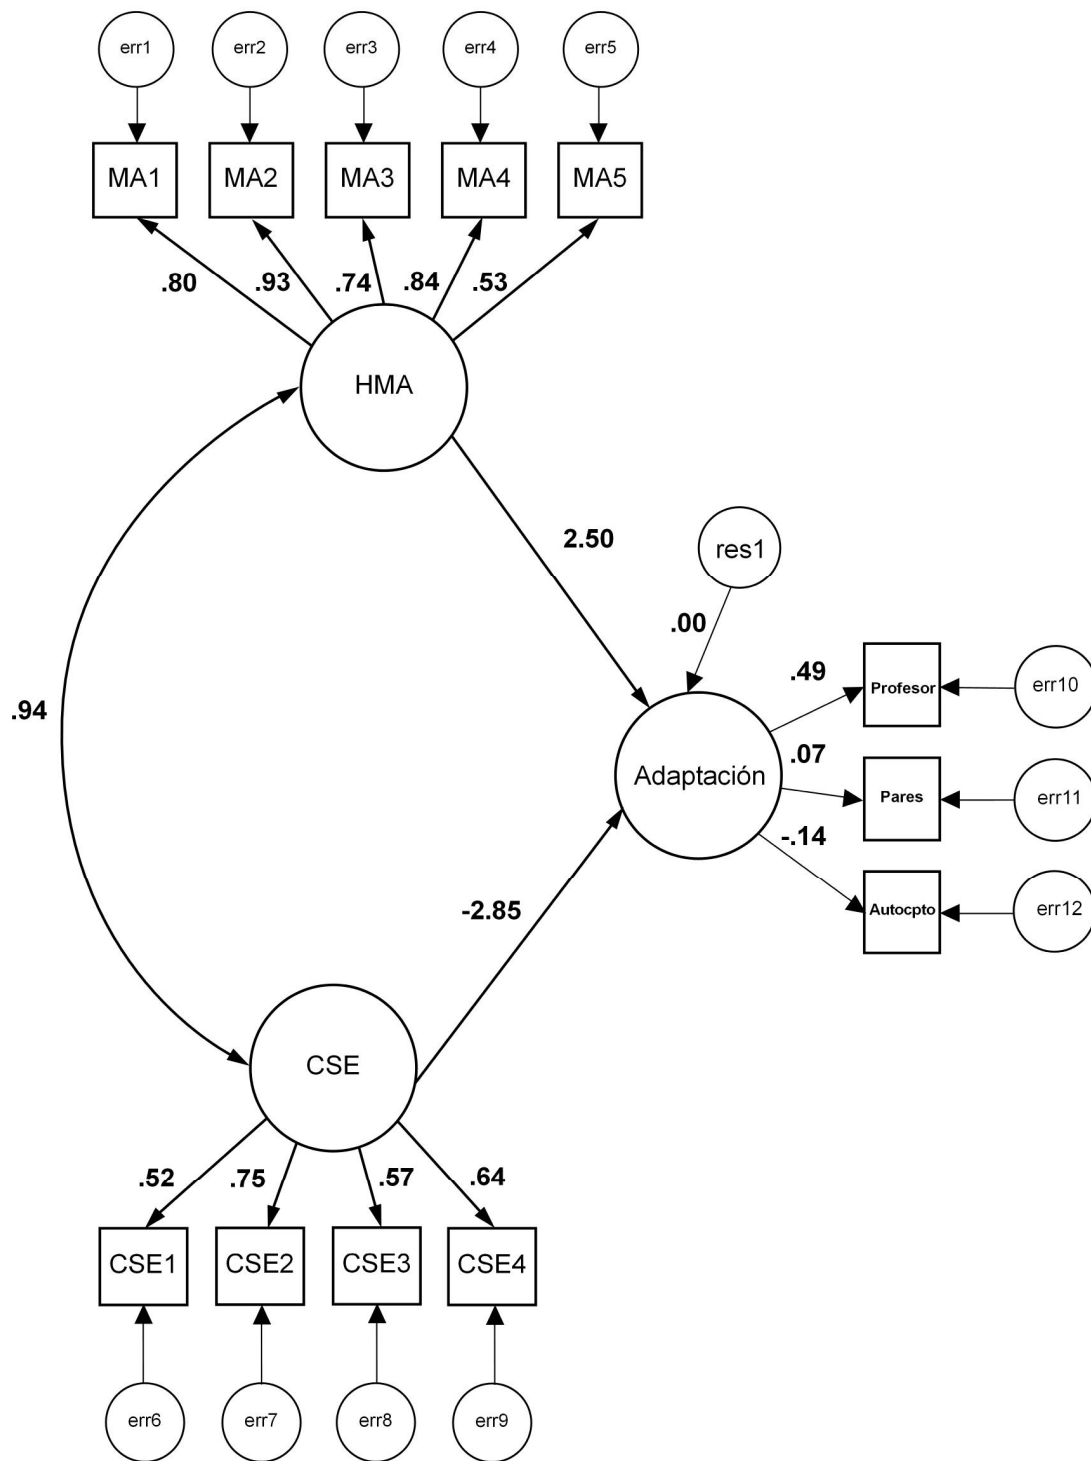 err1 err2 err3 err4 err5
MA1 MA2 MA3 MA4 MA5
.80 .93 .74 .84 .53
HMA
2.50
res1
.00
.49
Profesor
err10
.94
.07
Adaptación
Pares
err11
-.14
Autocpto
err12
-2.85
CSE
.52 .75 .57 .64
CSE1 CSE2 CSE3 CSE4
err6 err7 err8 err9